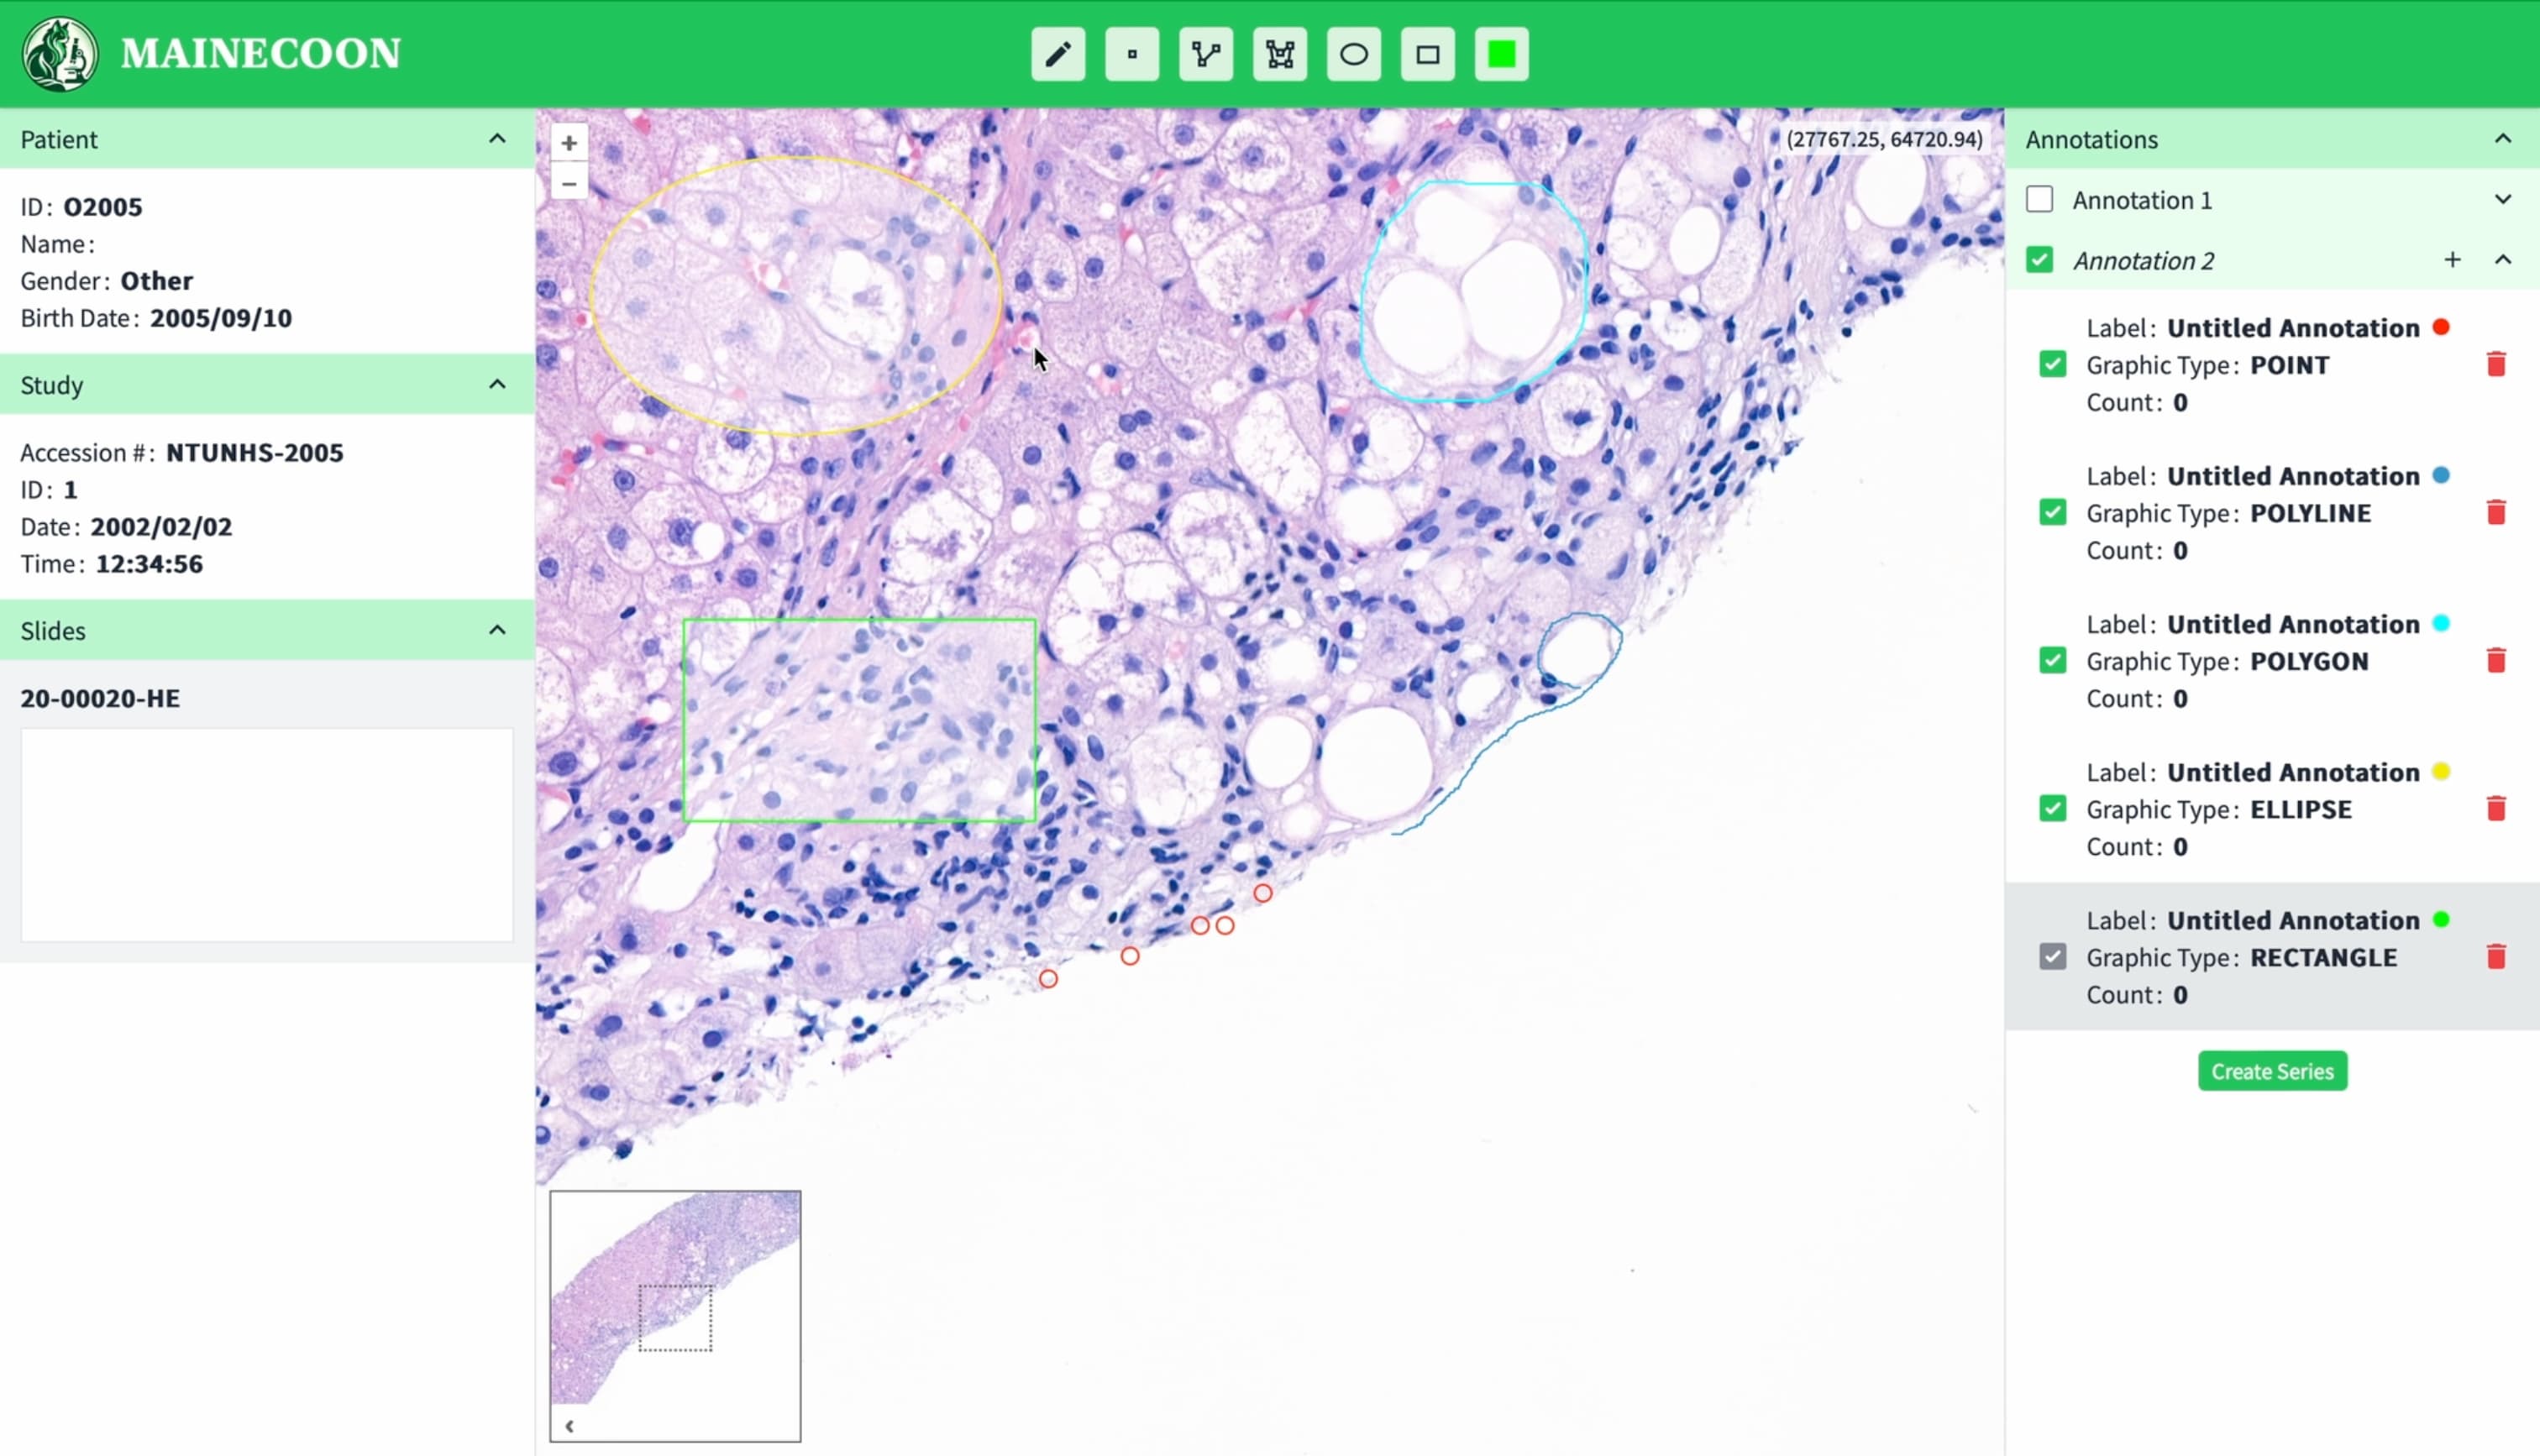 MAINECOON
Patient
ID: O2005
Name:
Gender: Other
Birth Date: 2005/09/10
Study
Accession #: NTUNHS-2005
ID: 1
Date: 2002/02/02
Time: 12:34:56
Slides
20-00020-HE
+
−
(27767.25, 64720.94)
Annotations
Annotation 1
Annotation 2 +
Label: Untitled Annotation
Graphic Type: POINT
Count: 0
Label: Untitled Annotation
Graphic Type: POLYLINE
Count: 0
Label: Untitled Annotation
Graphic Type: POLYGON
Count: 0
Label: Untitled Annotation
Graphic Type: ELLIPSE
Count: 0
Label: Untitled Annotation
Graphic Type: RECTANGLE
Count: 0
Create Series
‹